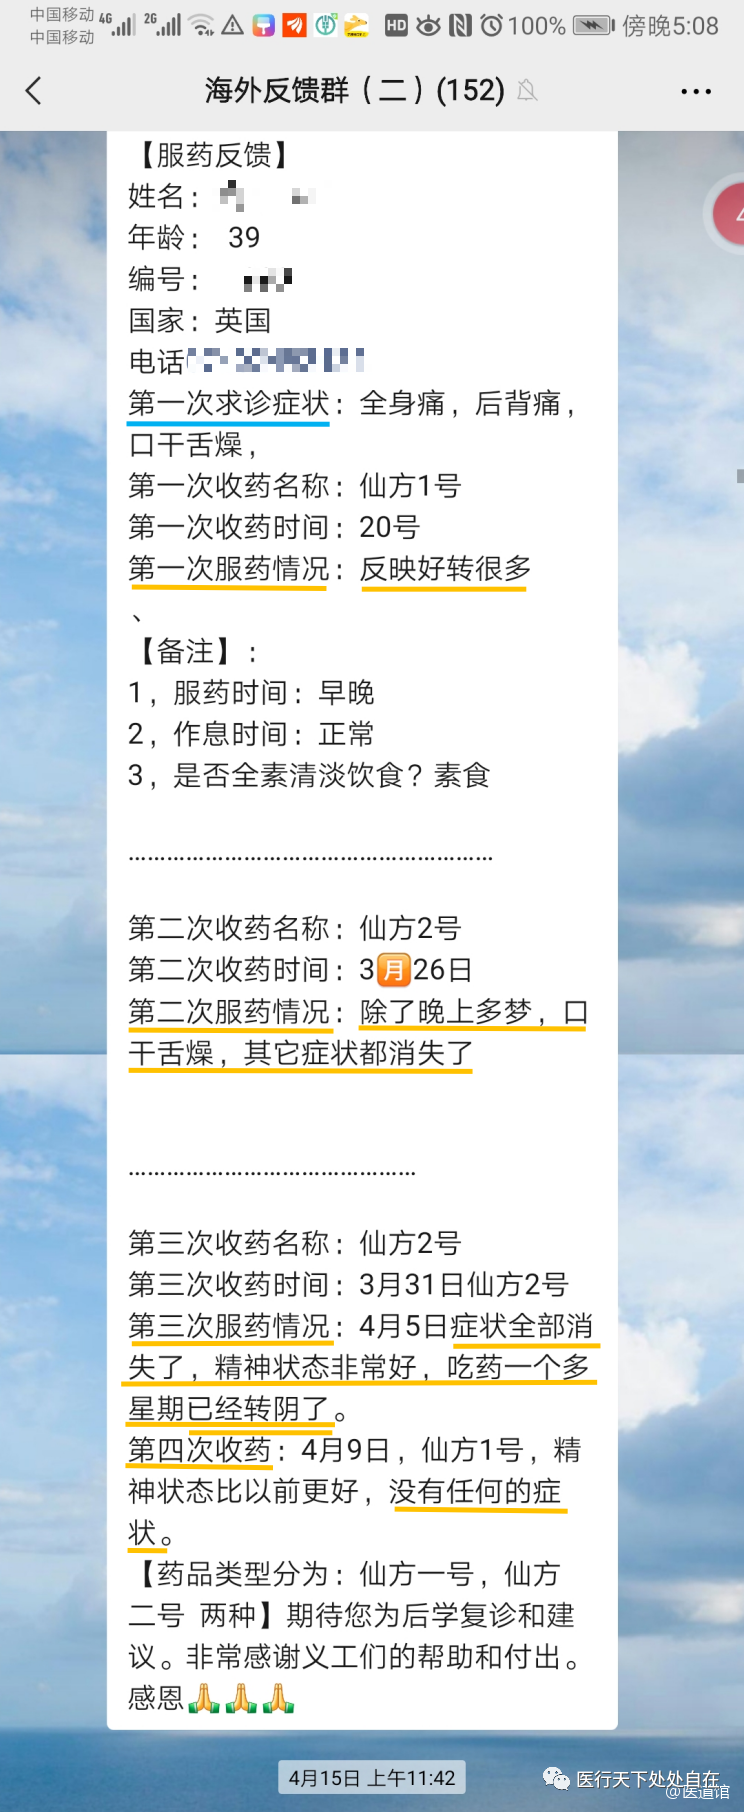 中国移动 4G 2G HD 100% 傍晚5:08
中国移动
海外反馈群（二）(152)
【服药反馈】
姓名：
年龄： 39
编号：
国家：英国
电话
第一次求诊症状：全身痛，后背痛，
口干舌燥，
第一次收药名称：仙方1号
第一次收药时间：20号
第一次服药情况：反映好转很多
、
【备注】：
1，服药时间：早晚
2，作息时间：正常
3，是否全素清淡饮食？素食
………………………………………………
第二次收药名称：仙方2号
第二次收药时间：3🈷️26日
第二次服药情况：除了晚上多梦，口
干舌燥，其它症状都消失了
……………………………………
第三次收药名称：仙方2号
第三次收药时间：3月31日仙方2号
第三次服药情况：4月5日症状全部消
失了，精神状态非常好，吃药一个多
星期已经转阴了。
第四次收药：4月9日，仙方1号，精
神状态比以前更好，没有任何的症
状。
【药品类型分为：仙方一号，仙方
二号 两种】期待您为后学复诊和建
议。非常感谢义工们的帮助和付出。
感恩🙏🙏🙏
4月15日 上午11:42
医行天下处处自在
@医道馆